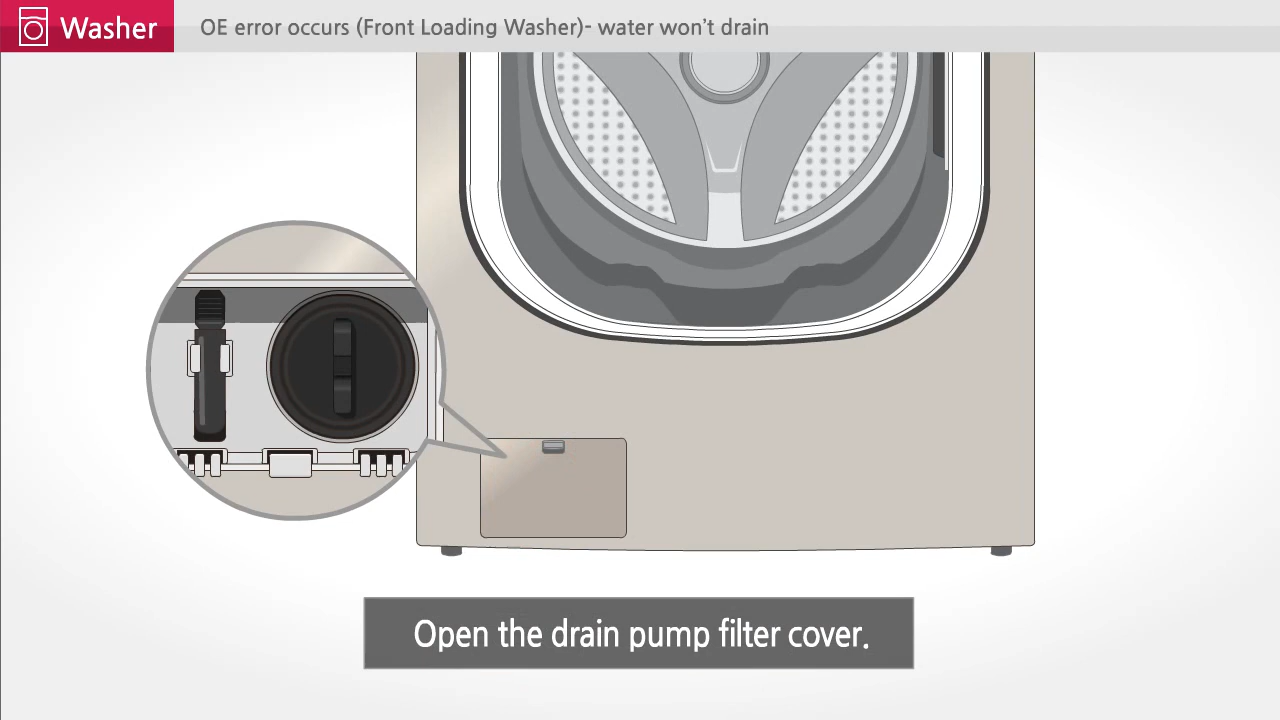 Washer
OE error occurs (Front Loading Washer)- water won't drain
Open the drain pump filter cover.